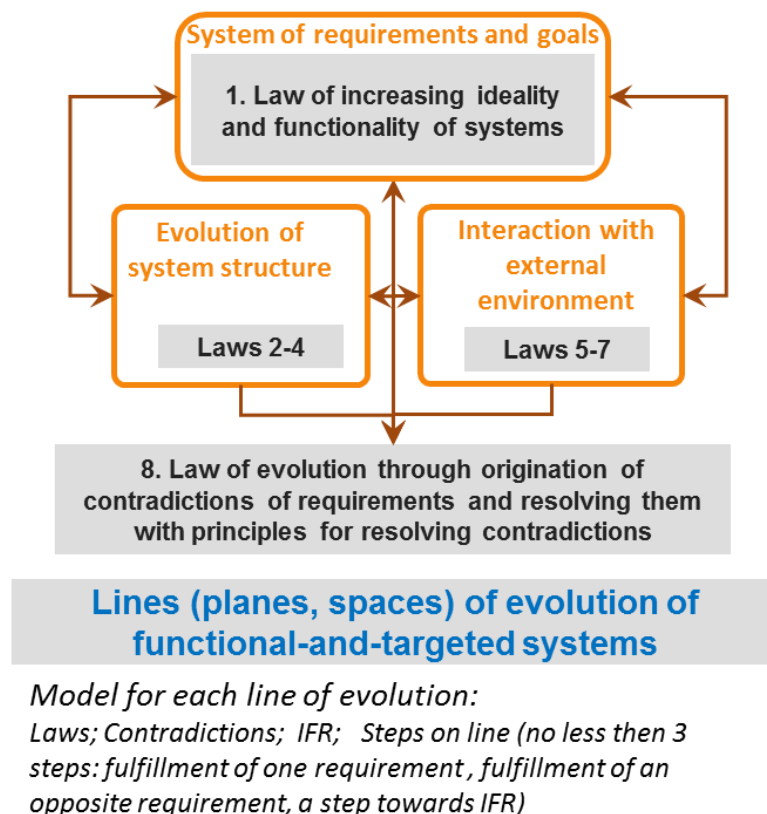 System of requirements and goals
1. Law of increasing ideality
and functionality of systems
Evolution of
system structure
Laws 2-4
Interaction with
external
environment
Laws 5-7
8. Law of evolution through origination of
contradictions of requirements and resolving them
with principles for resolving contradictions
Lines (planes, spaces) of evolution of
functional-and-targeted systems
Model for each line of evolution:
Laws; Contradictions; IFR; Steps on line (no less then 3
steps: fulfillment of one requirement , fulfillment of an
opposite requirement, a step towards IFR)